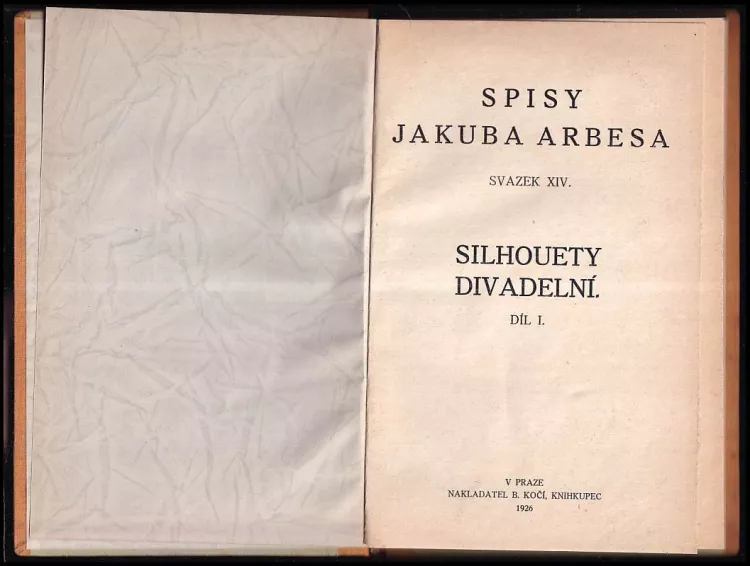 SPISY
JAKUBA ARBESA
SVAZEK XIV.
SILHOUETY
DIVADELNÍ.
DÍL I.
V PRAZE
NAKLADATEL B. KOČÍ, KNIHKUPEC
1926